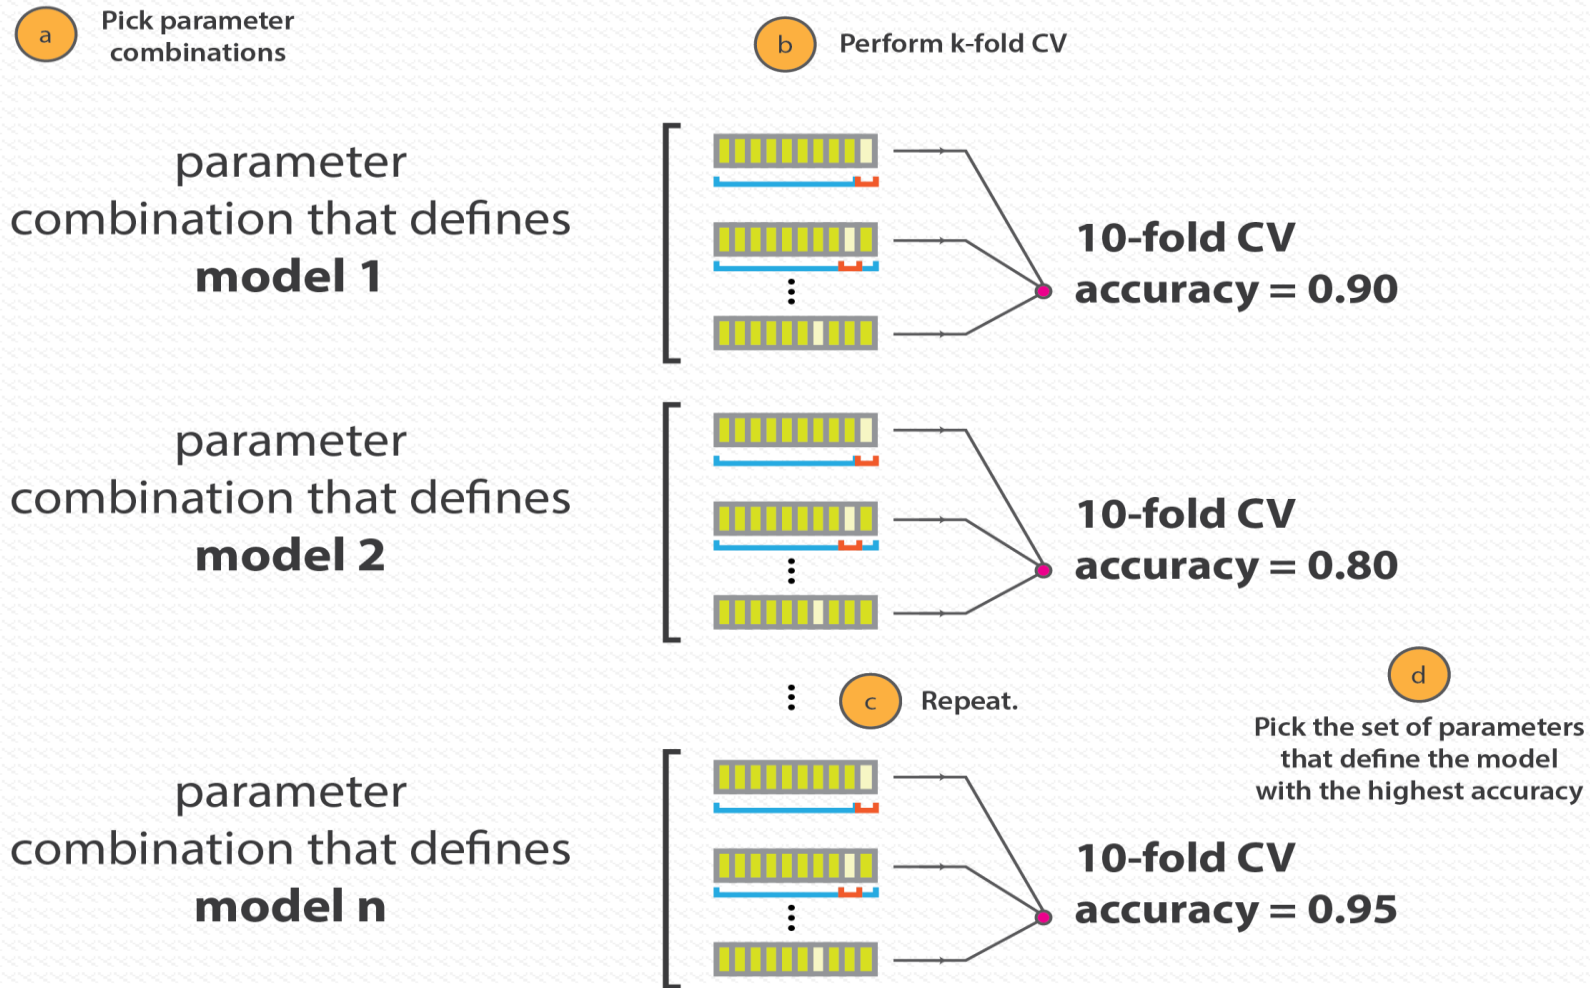 a
Pick parameter
combinations
b
Perform k-fold CV
parameter
combination that defines
model 1
10-fold CV
accuracy = 0.90
parameter
combination that defines
model 2
10-fold CV
accuracy = 0.80
c
Repeat.
d
Pick the set of parameters
that define the model
with the highest accuracy
parameter
combination that defines
model n
10-fold CV
accuracy = 0.95